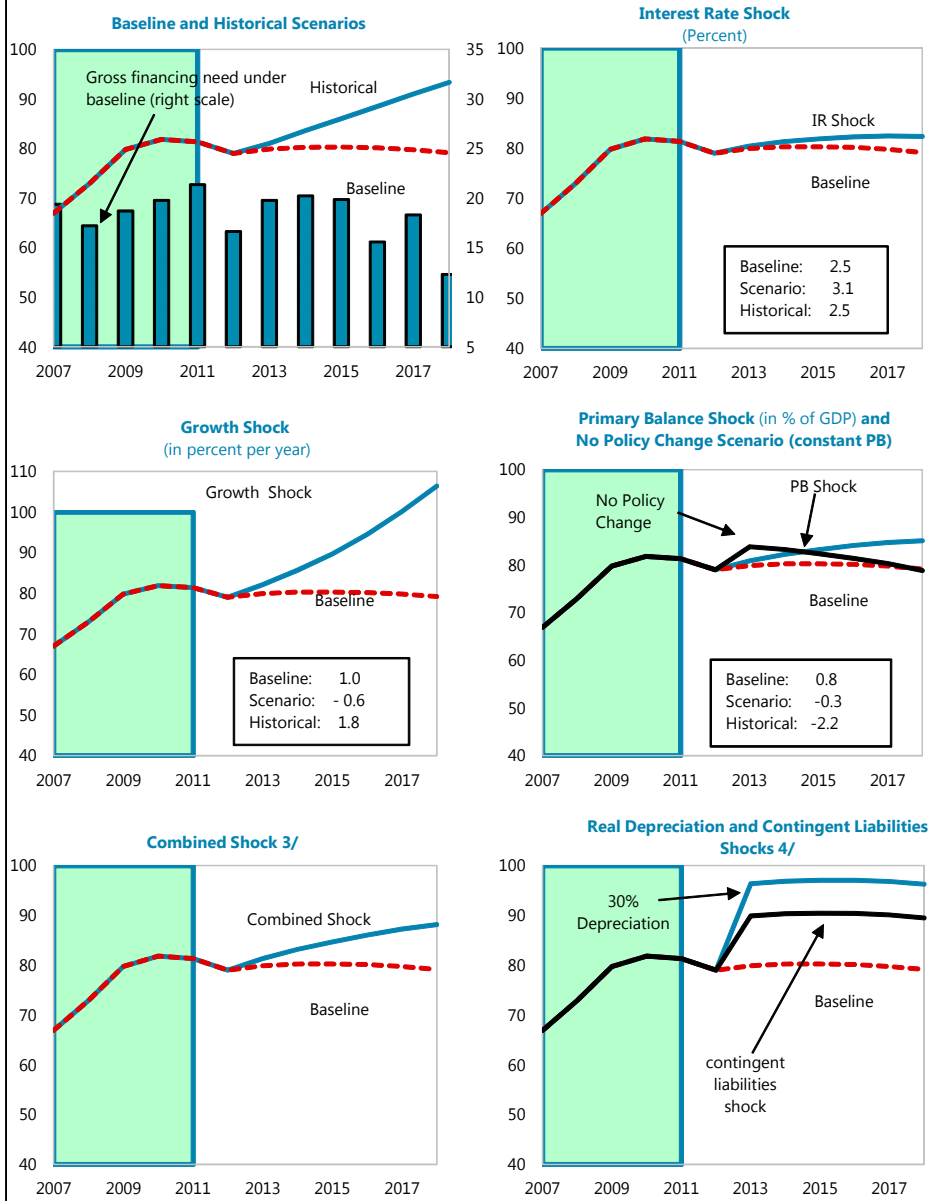 Baseline and Historical Scenarios
100
90
80
70
60
50
40
35
30
25
20
15
10
5
Gross financing need under
baseline (right scale)
Historical
Baseline
2007
2009
2011
2013
2015
2017
Interest Rate Shock
(Percent)
100
90
80
70
60
50
40
IR Shock
Baseline
Baseline: 2.5
Scenario: 3.1
Historical: 2.5
2007
2009
2011
2013
2015
2017
Growth Shock
(in percent per year)
110
100
90
80
70
60
50
40
Growth Shock
Baseline
Baseline: 1.0
Scenario: - 0.6
Historical: 1.8
2007
2009
2011
2013
2015
2017
Primary Balance Shock (in % of GDP) and
No Policy Change Scenario (constant PB)
100
90
80
70
60
50
40
No Policy
Change
PB Shock
Baseline
Baseline: 0.8
Scenario: -0.3
Historical: -2.2
2007
2009
2011
2013
2015
2017
Combined Shock 3/
100
90
80
70
60
50
40
Combined Shock
Baseline
2007
2009
2011
2013
2015
2017
Real Depreciation and Contingent Liabilities
Shocks 4/
100
90
80
70
60
50
40
30%
Depreciation
Baseline
contingent
liabilities
shock
2007
2009
2011
2013
2015
2017